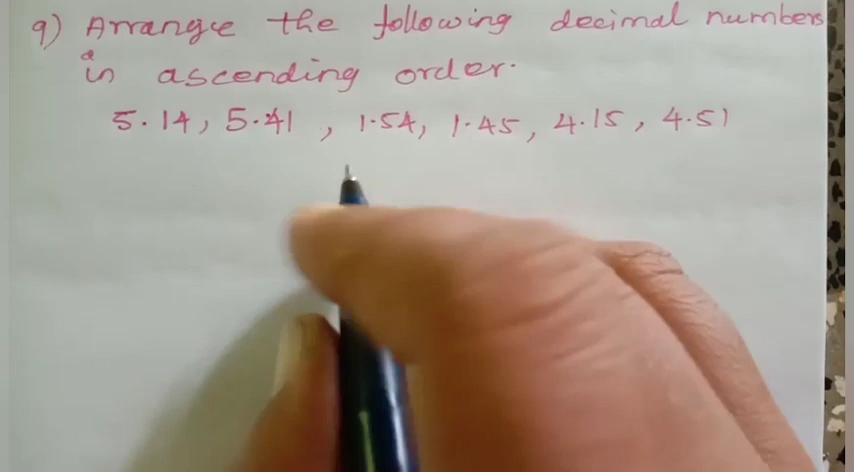 9) Arrange the following decimal numbers
in ascending order.
5.14, 5.41, 1.54, 1.45, 4.15, 4.51